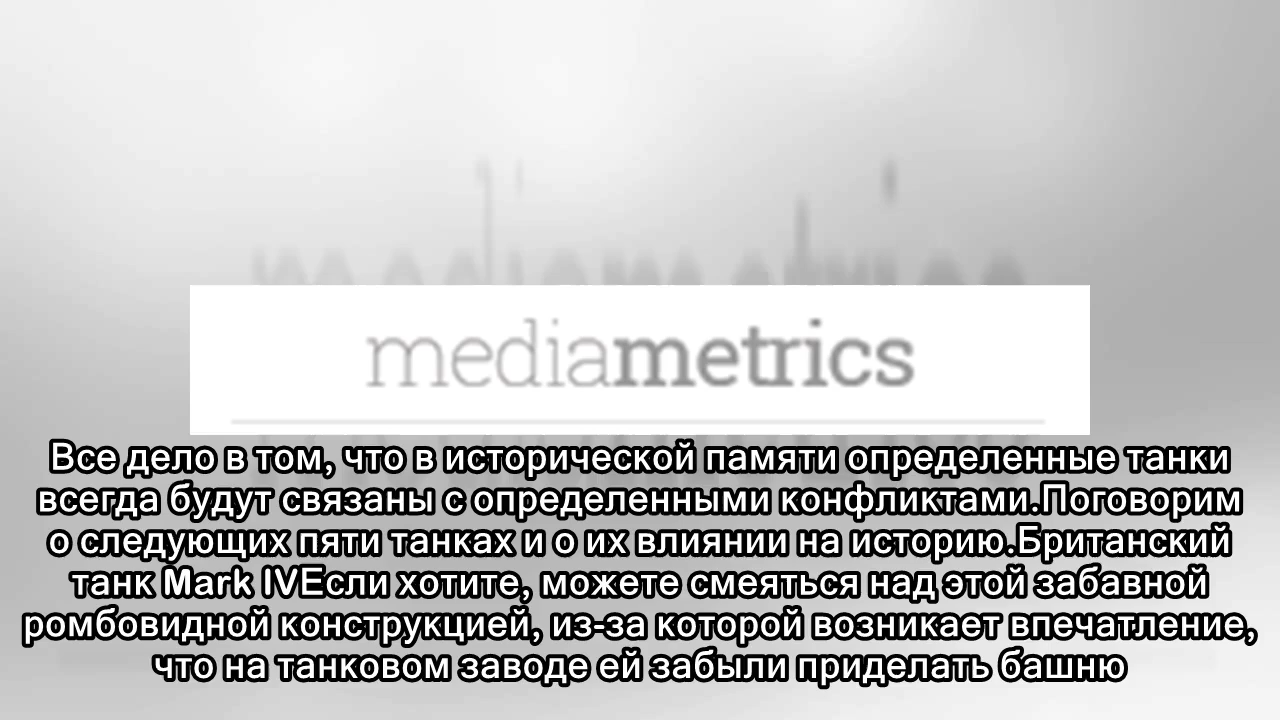 mediametrics
Все дело в том, что в исторической памяти определенные танки
всегда будут связаны с определенными конфликтами.Поговорим
о следующих пяти танках и о их влиянии на историю.Британский
танк Mark IVЕсли хотите, можете смеяться над этой забавной
ромбовидной конструкцией, из-за которой возникает впечатление,
что на танковом заводе ей забыли приделать башню